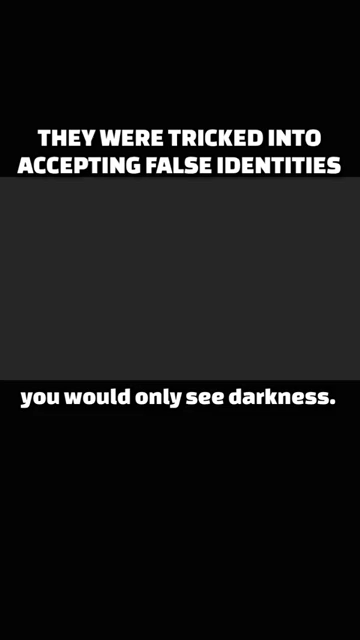 THEY WERE TRICKED INTO
ACCEPTING FALSE IDENTITIES
you would only see darkness.